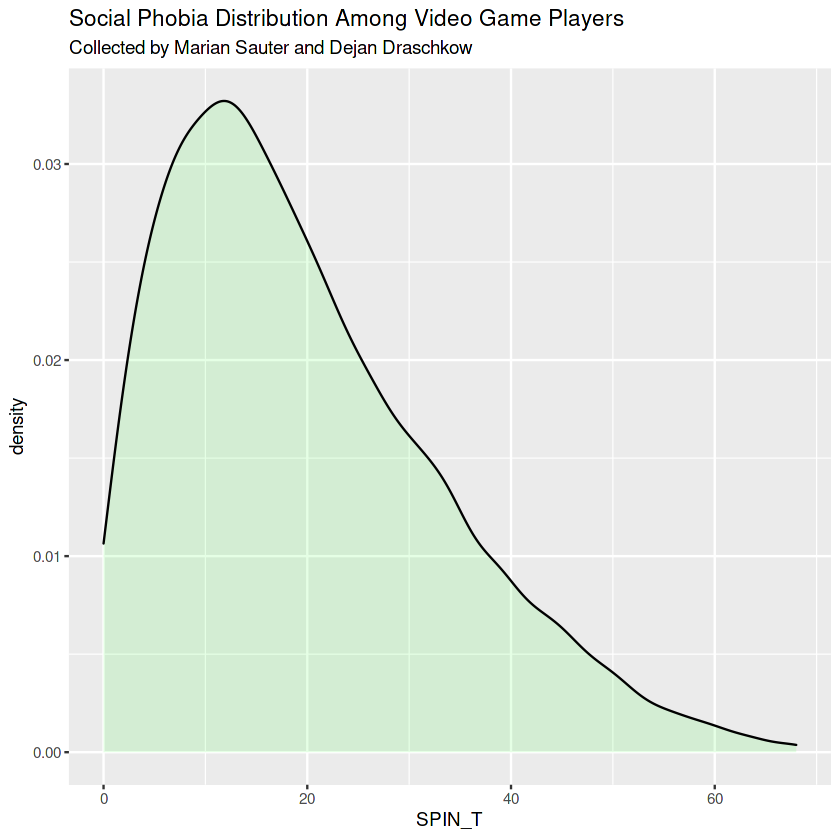 Social Phobia Distribution Among Video Game Players
Collected by Marian Sauter and Dejan Draschkow
0.03
0.02
0.01
0.00
density
0 20 40 60
SPIN_T